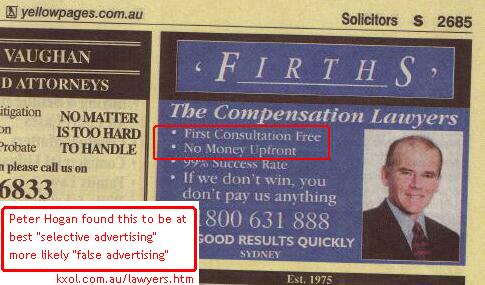 yellowpages.com.au
Solicitors S 2685
VAUGHAN
D ATTORNEYS
itigation
on
Probate
NO MATTER
IS TOO HARD
TO HANDLE
n please call us on
6833
' FIRTHS '
The Compensation Lawyers
• First Consultation Free
• No Money Upfront
• 99% Success Rate
• If we don't win, you
don't pay us anything
800 631 888
GOOD RESULTS QUICKLY
SYDNEY
Est. 1975
Peter Hogan found this to be at
best "selective advertising"
more likely "false advertising"
kxol.com.au/lawyers.htm